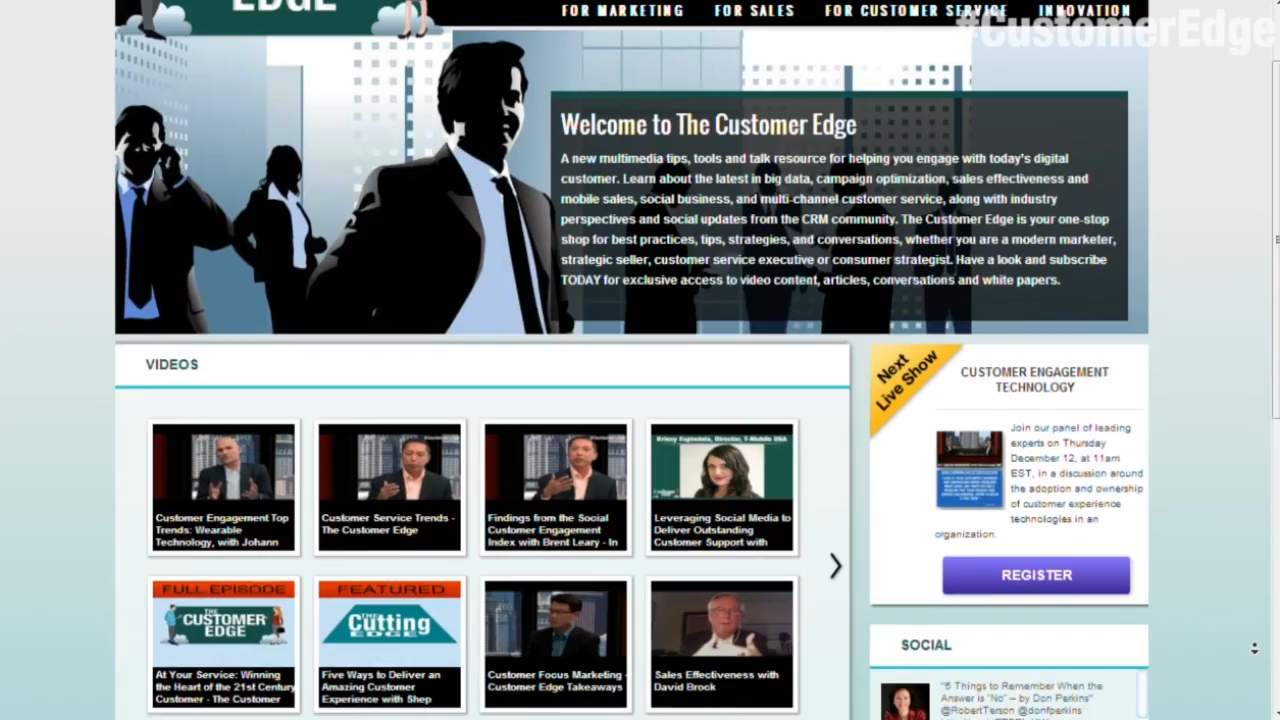 EDGE
FOR MARKETING FOR SALES FOR CUSTOMER SERVICE INNOVATION
#CustomerEdge
Welcome to The Customer Edge
A new multimedia tips, tools and talk resource for helping you engage with today's digital
customer. Learn about the latest in big data, campaign optimization, sales effectiveness and
mobile sales, social business, and multi-channel customer service, along with industry
perspectives and social updates from the CRM community. The Customer Edge is your one-stop
shop for best practices, tips, strategies, and conversations, whether you are a modern marketer,
strategic seller, customer service executive or consumer strategist. Have a look and subscribe
TODAY for exclusive access to video content, articles, conversations and white papers.
VIDEOS
Customer Engagement Top
Trends: Wearable
Technology, with Johann
Customer Service Trends -
The Customer Edge
Findings from the Social
Customer Engagement
Index with Brent Leary - In
Krissy Espindola, Director, T-Mobile USA
Leveraging Social Media to
Deliver Outstanding
Customer Support with
FULL EPISODE
THE
CUSTOMER
EDGE
At Your Service: Winning
the Heart of the 21st Century
Customer - The Customer
FEATURED
THE
Cutting
EDGE
Five Ways to Deliver an
Amazing Customer
Experience with Shep
Customer Focus Marketing -
Customer Edge Takeaways
Sales Effectiveness with
David Brock
Next
Live Show
CUSTOMER ENGAGEMENT
TECHNOLOGY
Join our panel of leading
experts on Thursday
December 12, at 11am
EST, in a discussion around
the adoption and ownership
of customer experience
technologies in an
organization.
REGISTER
SOCIAL
"6 Things to Remember When the
Answer is "No" – by Don Perkins"
@RobertTerson @donfperkins